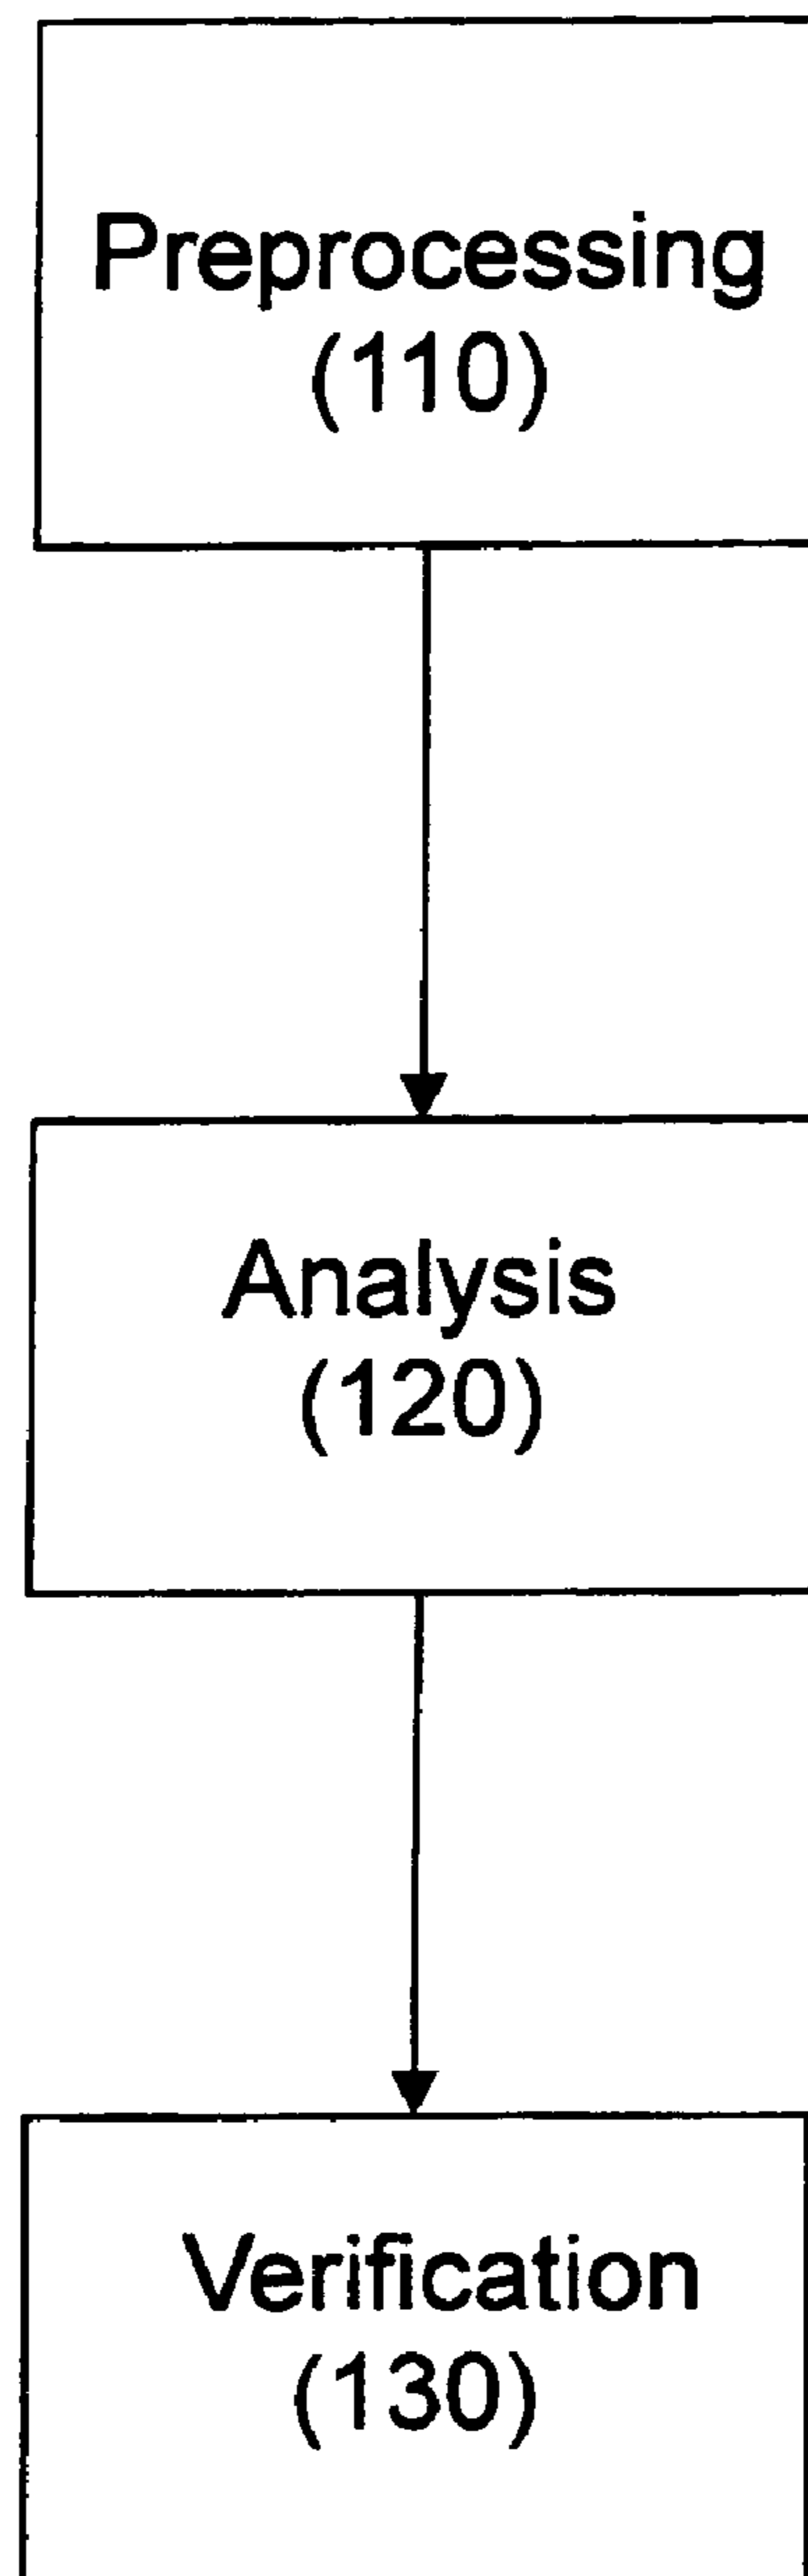 Preprocessing
(110)
Analysis
(120)
Verification
(130)